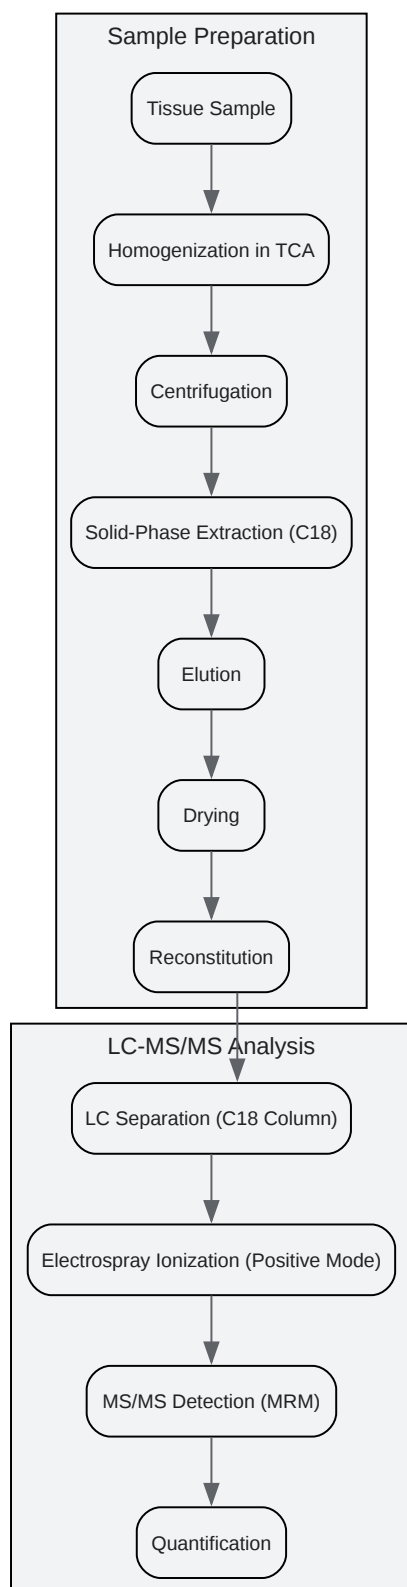 Sample Preparation
Tissue Sample
Homogenization in TCA
Centrifugation
Solid-Phase Extraction (C18)
Elution
Drying
Reconstitution
LC-MS/MS Analysis
LC Separation (C18 Column)
Electrospray Ionization (Positive Mode)
MS/MS Detection (MRM)
Quantification